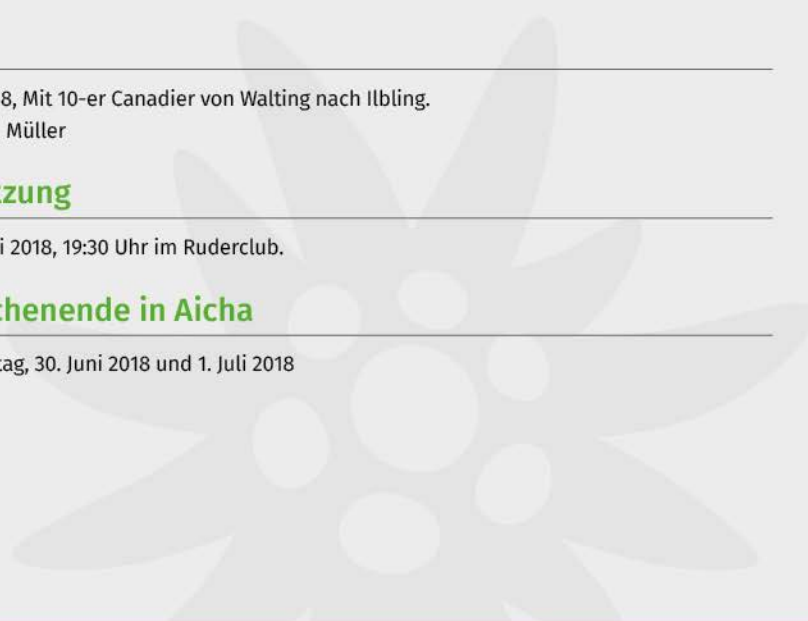 8, Mit 10-er Canadier von Walting nach Ilbling.
Müller
tzung
i 2018, 19:30 Uhr im Ruderclub.
chenende in Aicha
tag, 30. Juni 2018 und 1. Juli 2018